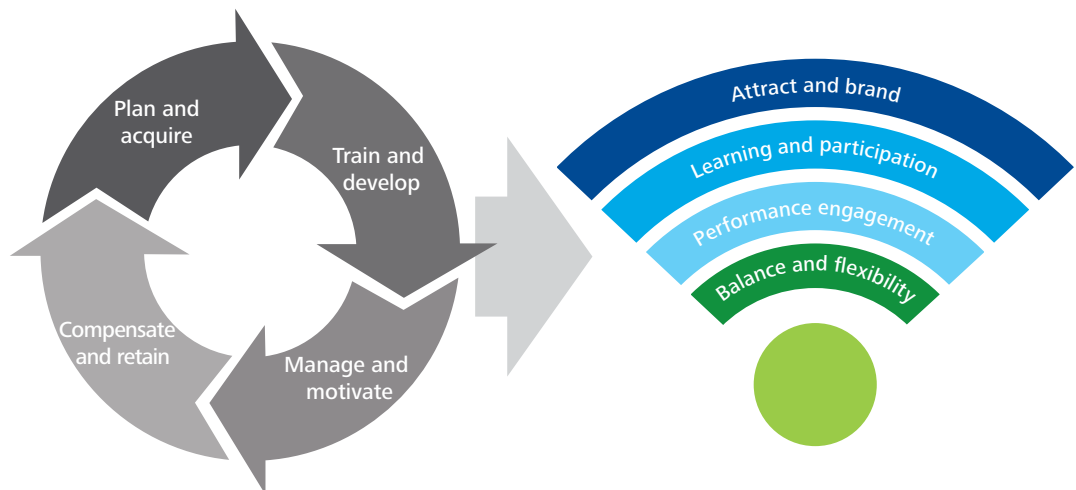 Plan and
acquire
Train and
develop
Manage and
motivate
Compensate
and retain
Attract and brand
Learning and participation
Performance engagement
Balance and flexibility